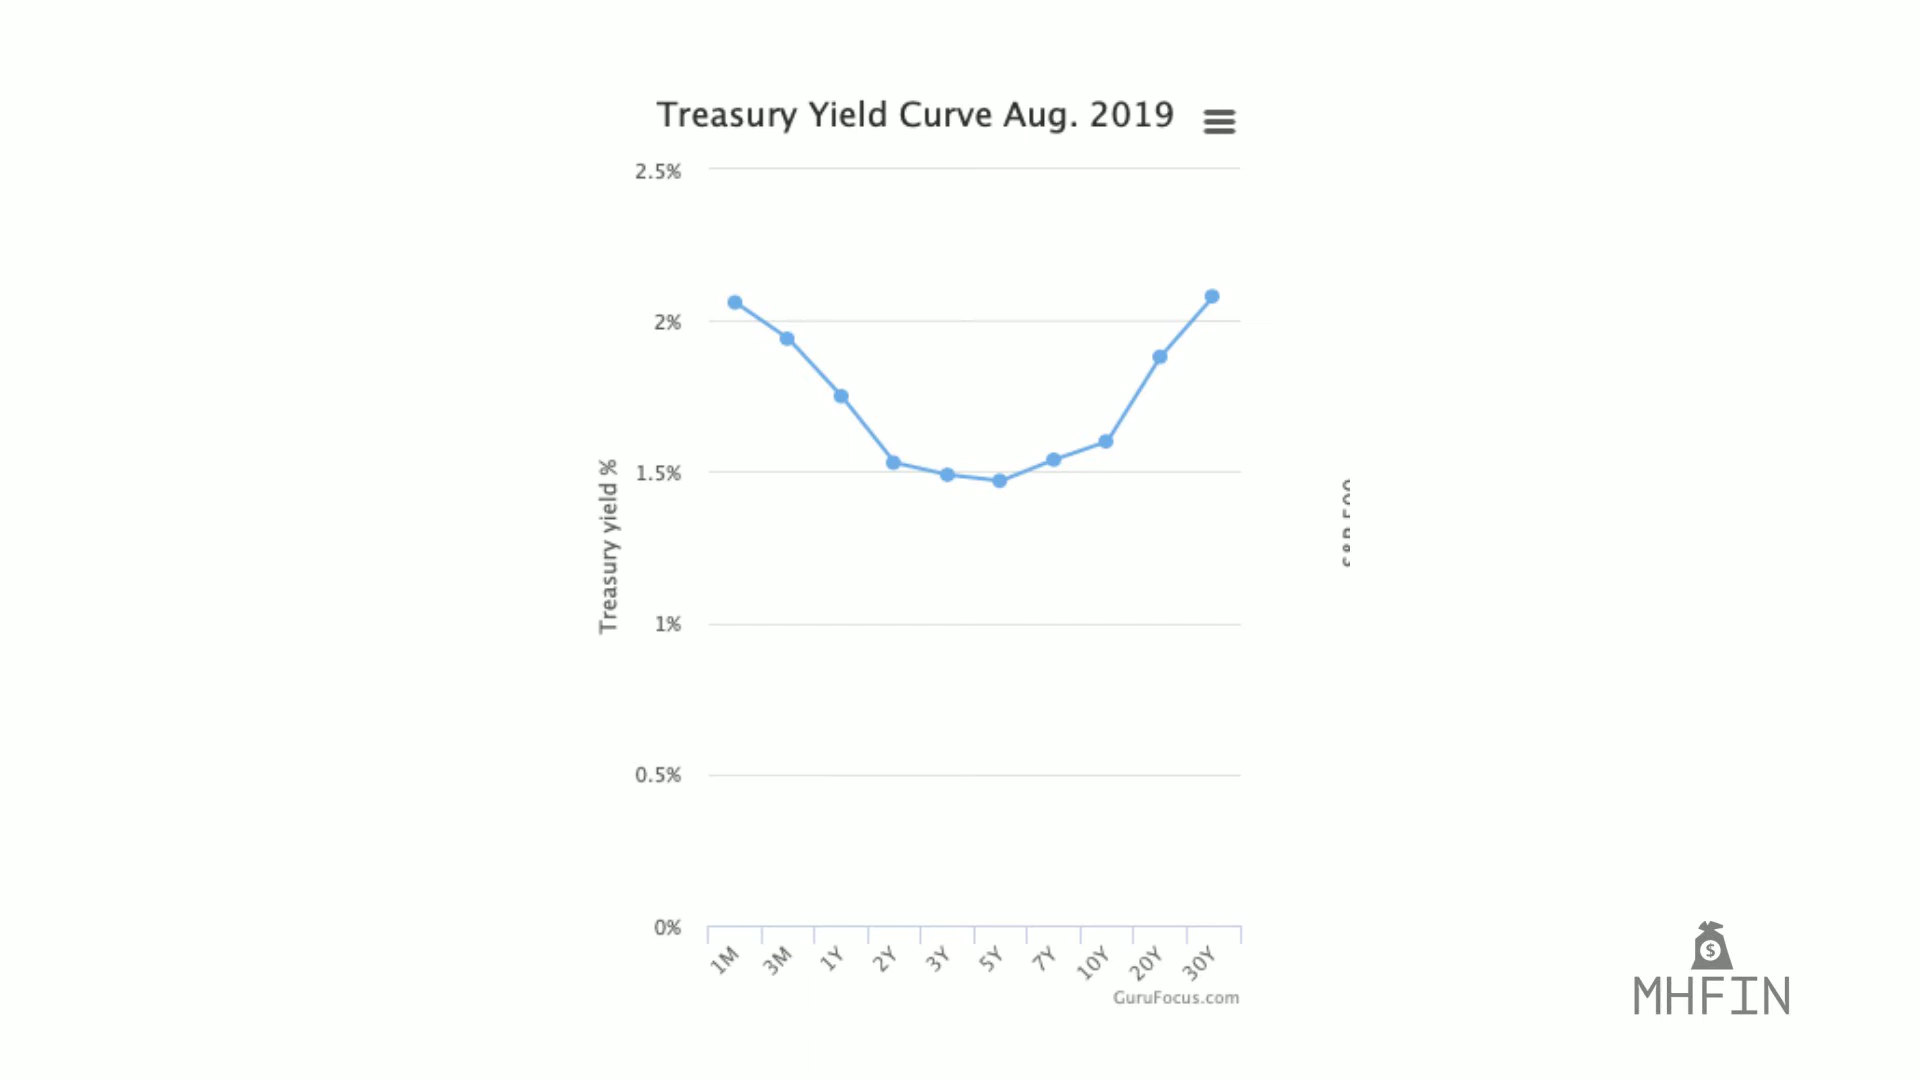 Treasury Yield Curve Aug. 2019
2.5%
2%
1.5%
1%
0.5%
0%
Treasury yield %
1M 3M 1Y 2Y 3Y 5Y 7Y 10Y 20Y 30Y
GuruFocus.com
$
MHFIN